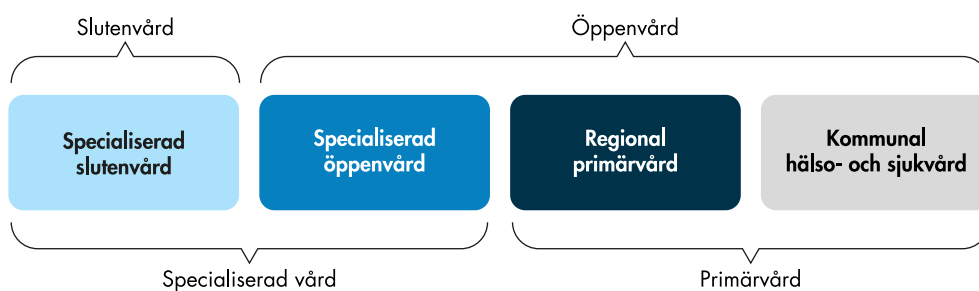 Slutenvård
Öppenvård
Specialiserad
slutenvård
Specialiserad
öppenvård
Regional
primärvård
Kommunal
hälso- och sjukvård
Specialiserad vård
Primärvård